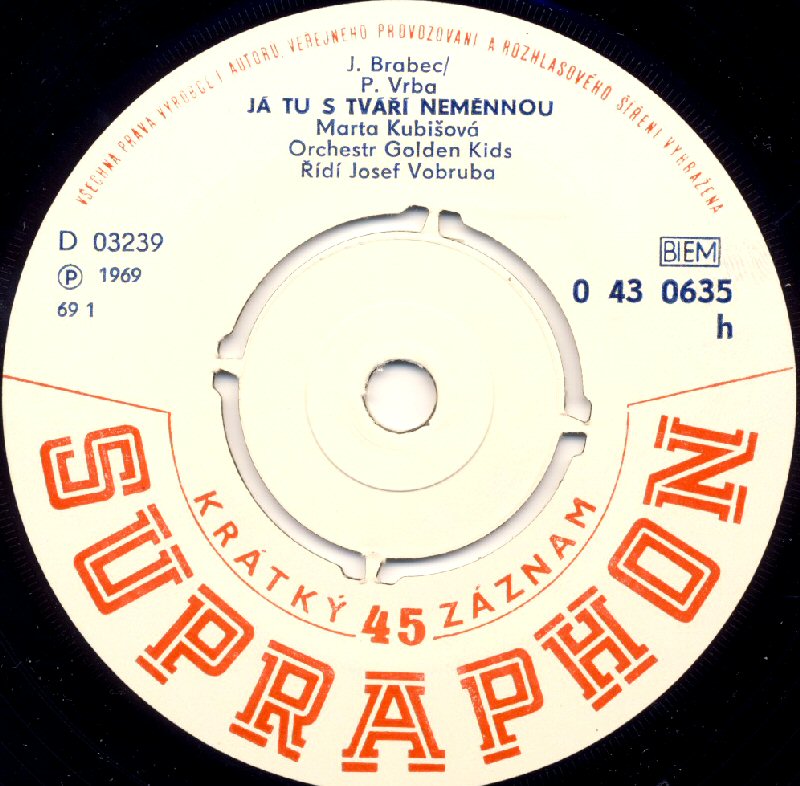 VŠECHNA PRÁVA VÝROBCE I AUTORŮ, VEŘEJNÉHO PROVOZOVÁNÍ A ROZHLASOVÉHO ŠÍŘENÍ VYHRAŽENA
J. Brabec/
P. Vrba
JÁ TU S TVÁŘÍ NEMĚNNOU
Marta Kubišová
Orchestr Golden Kids
Řídí Josef Vobruba
D 03239
℗ 1969
69 1
BIEM
0 43 0635
h
KRÁTKÝ 45 ZÁZNAM
SUPRAPHON